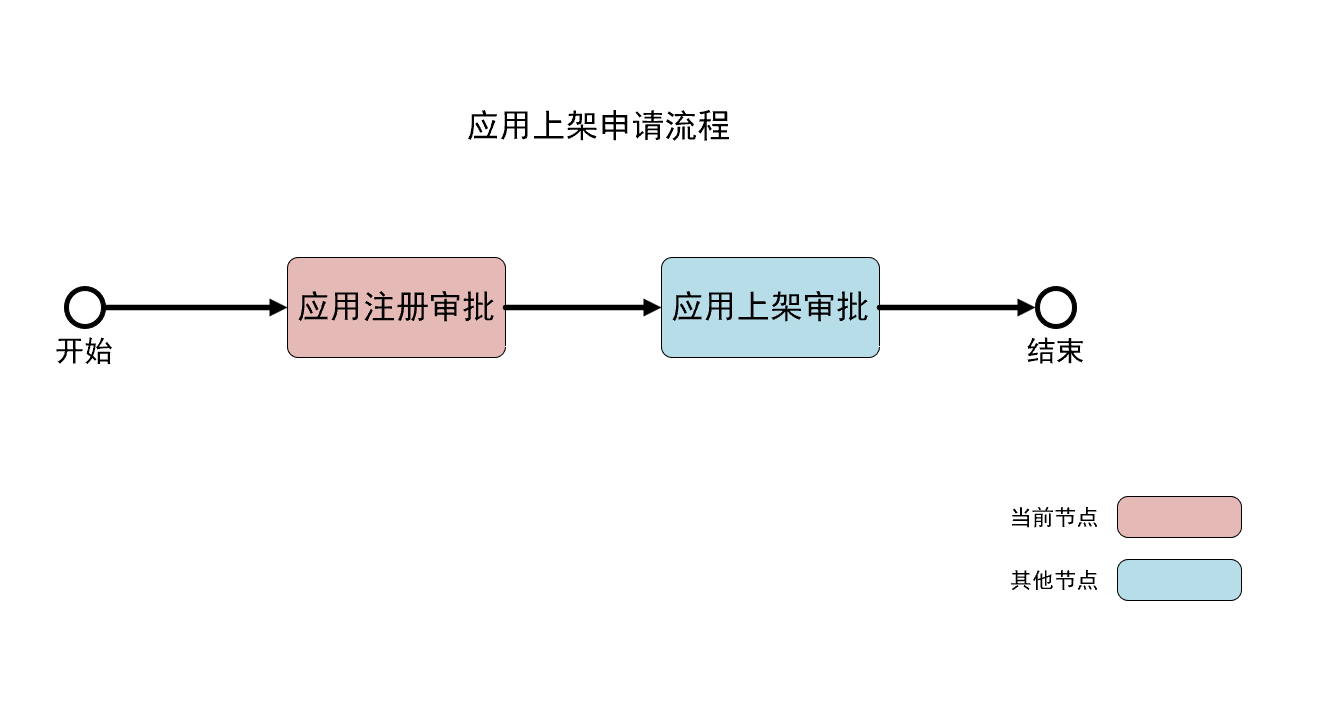 应用上架申请流程
应用注册审批
应用上架审批
开始
结束
当前节点
其他节点